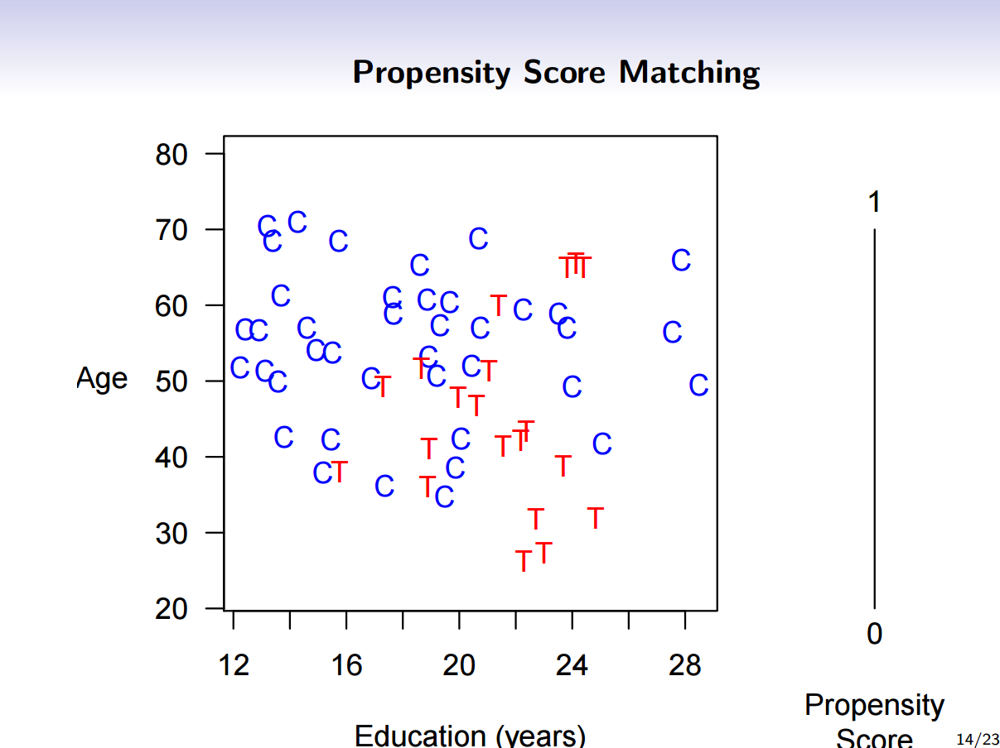 Propensity Score Matching
80
70
60
50
40
30
20
Age
C C C C C C C C C C C C C C C C C C C C C C C C C C C C C C C C C C C C C C C C
T T T T T T T T T T T T T T T T T T T T
12 16 20 24 28
Education (years)
1
0
Propensity
Score
14/23